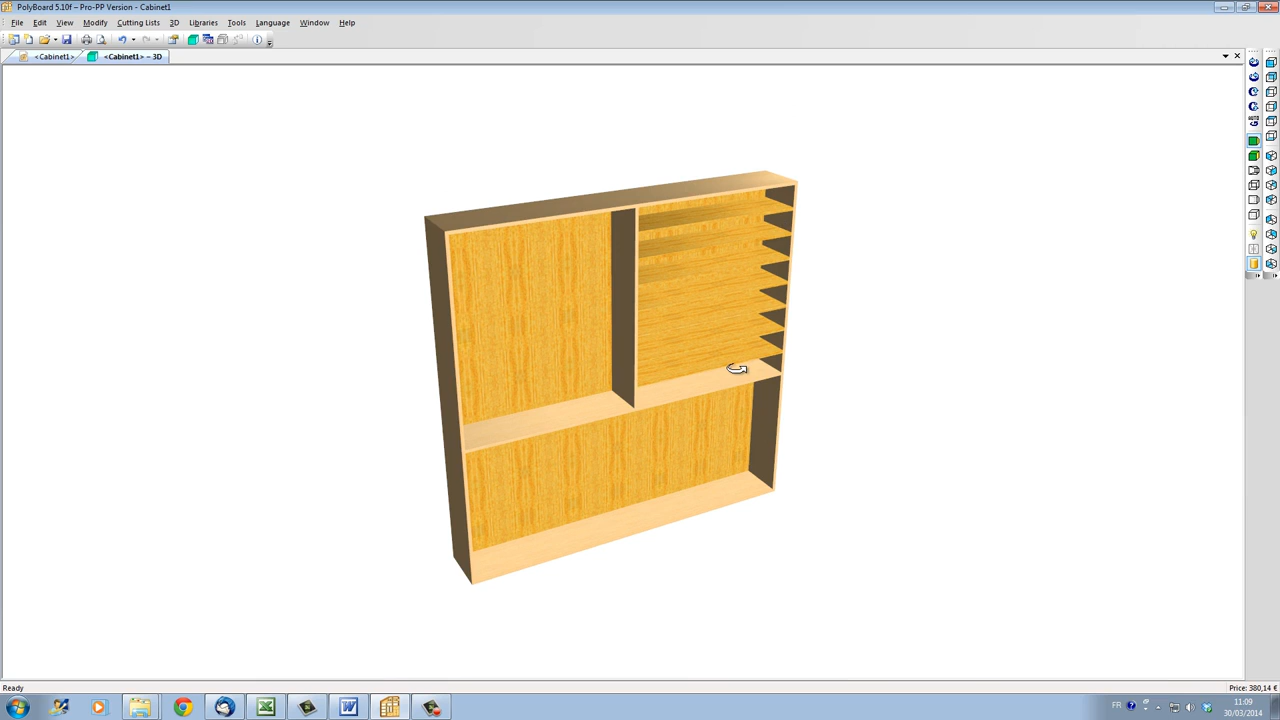 PolyBoard 5.10f - Pro-PP Version - Cabinet1
File Edit View Modify Cutting Lists 3D Libraries Tools Language Window Help
<Cabinet1> <Cabinet1> – 3D
AUTO
Ready Price: 380,14 €
FR 11:09
30/03/2014